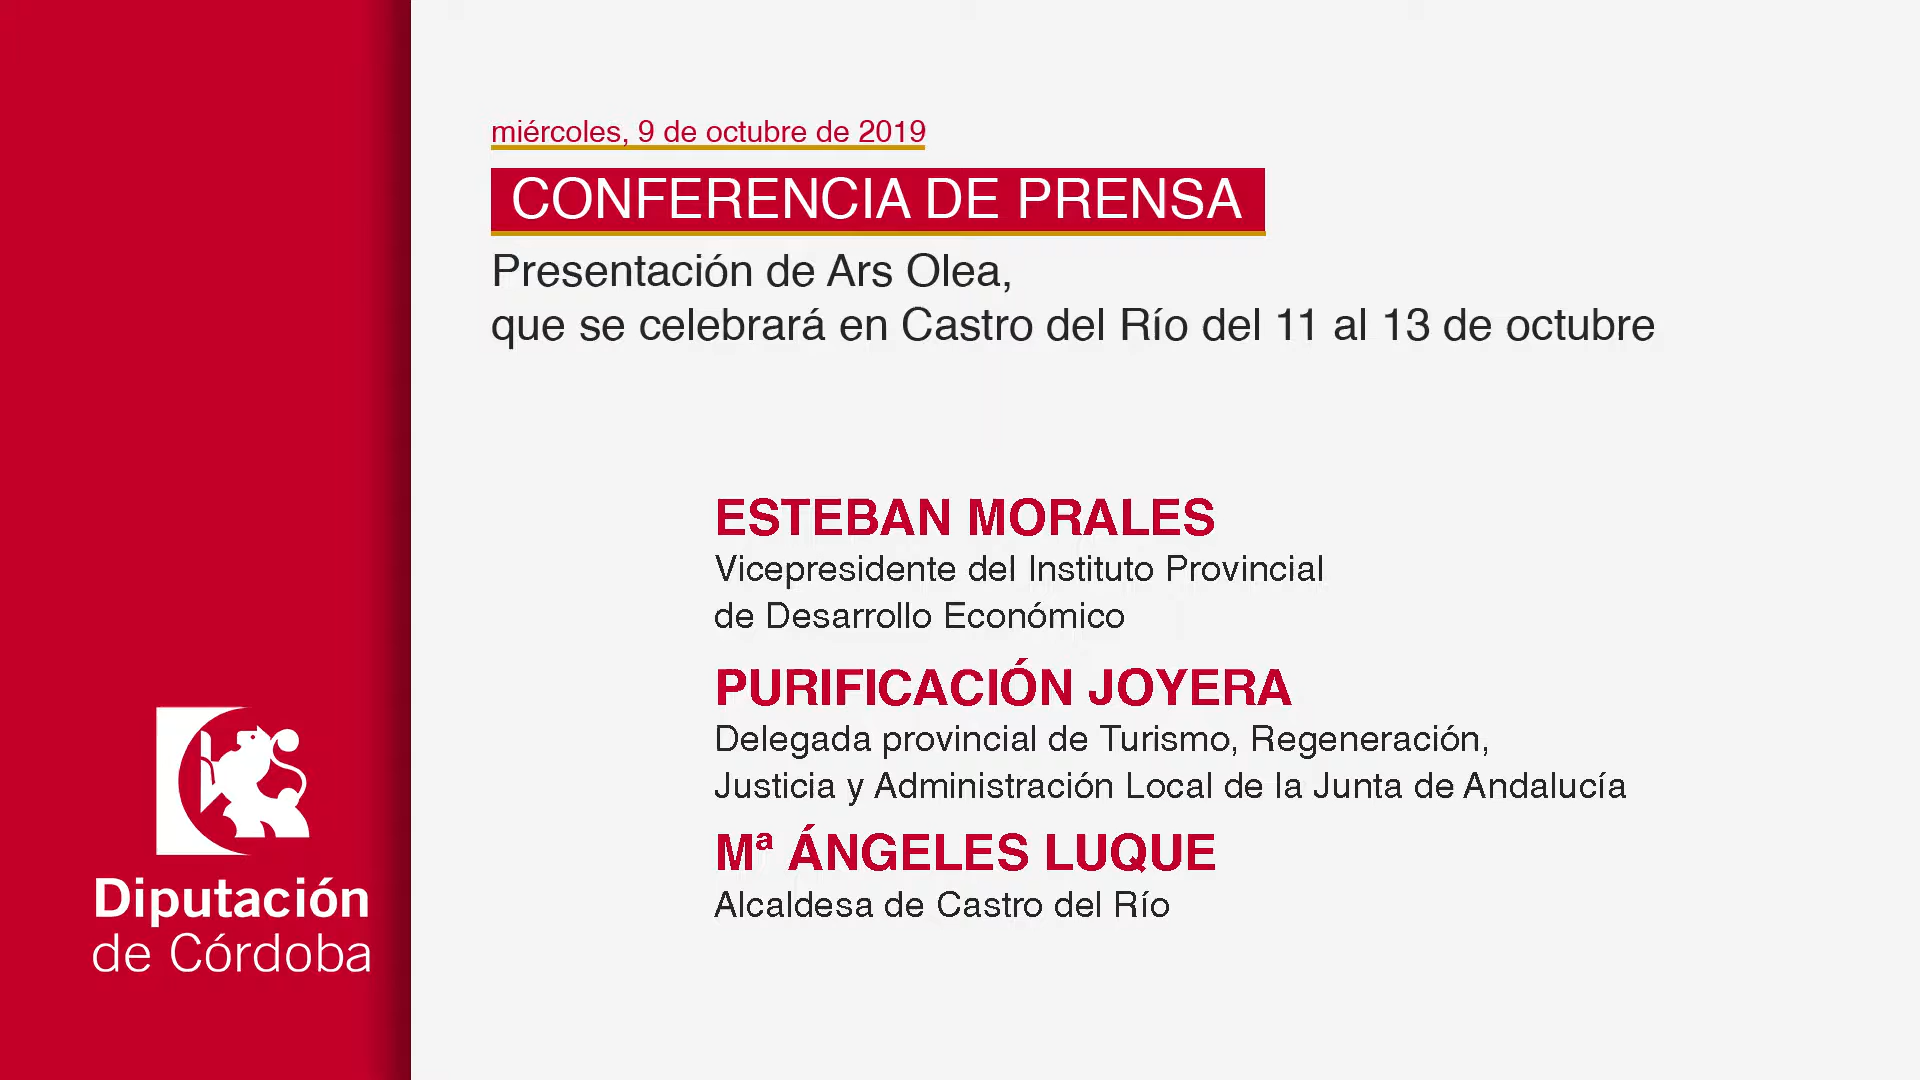 miércoles, 9 de octubre de 2019
CONFERENCIA DE PRENSA
Presentación de Ars Olea,
que se celebrará en Castro del Río del 11 al 13 de octubre
ESTEBAN MORALES
Vicepresidente del Instituto Provincial
de Desarrollo Económico
PURIFICACIÓN JOYERA
Delegada provincial de Turismo, Regeneración,
Justicia y Administración Local de la Junta de Andalucía
Mª ÁNGELES LUQUE
Alcaldesa de Castro del Río
Diputación
de Córdoba